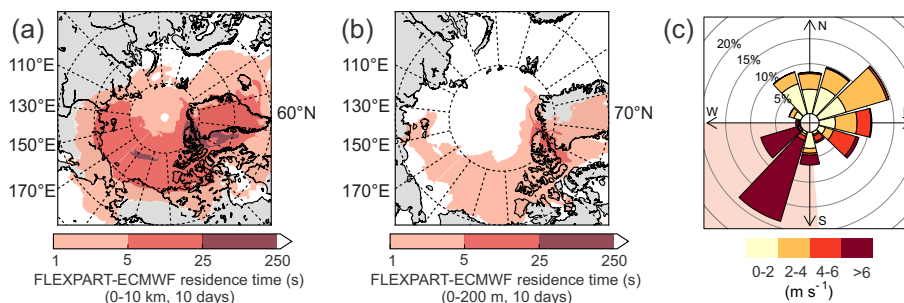 (a)
110°E
130°E
150°E
170°E
60°N
1 5 25 250
FLEXPART-ECMWF residence time (s)
(0-10 km, 10 days)
(b)
110°E
130°E
150°E
170°E
70°N
1 5 25 250
FLEXPART-ECMWF residence time (s)
(0-200 m, 10 days)
(c)
N
20%
15%
10%
5%
W
S
0-2 2-4 4-6 >6
(m s⁻¹)